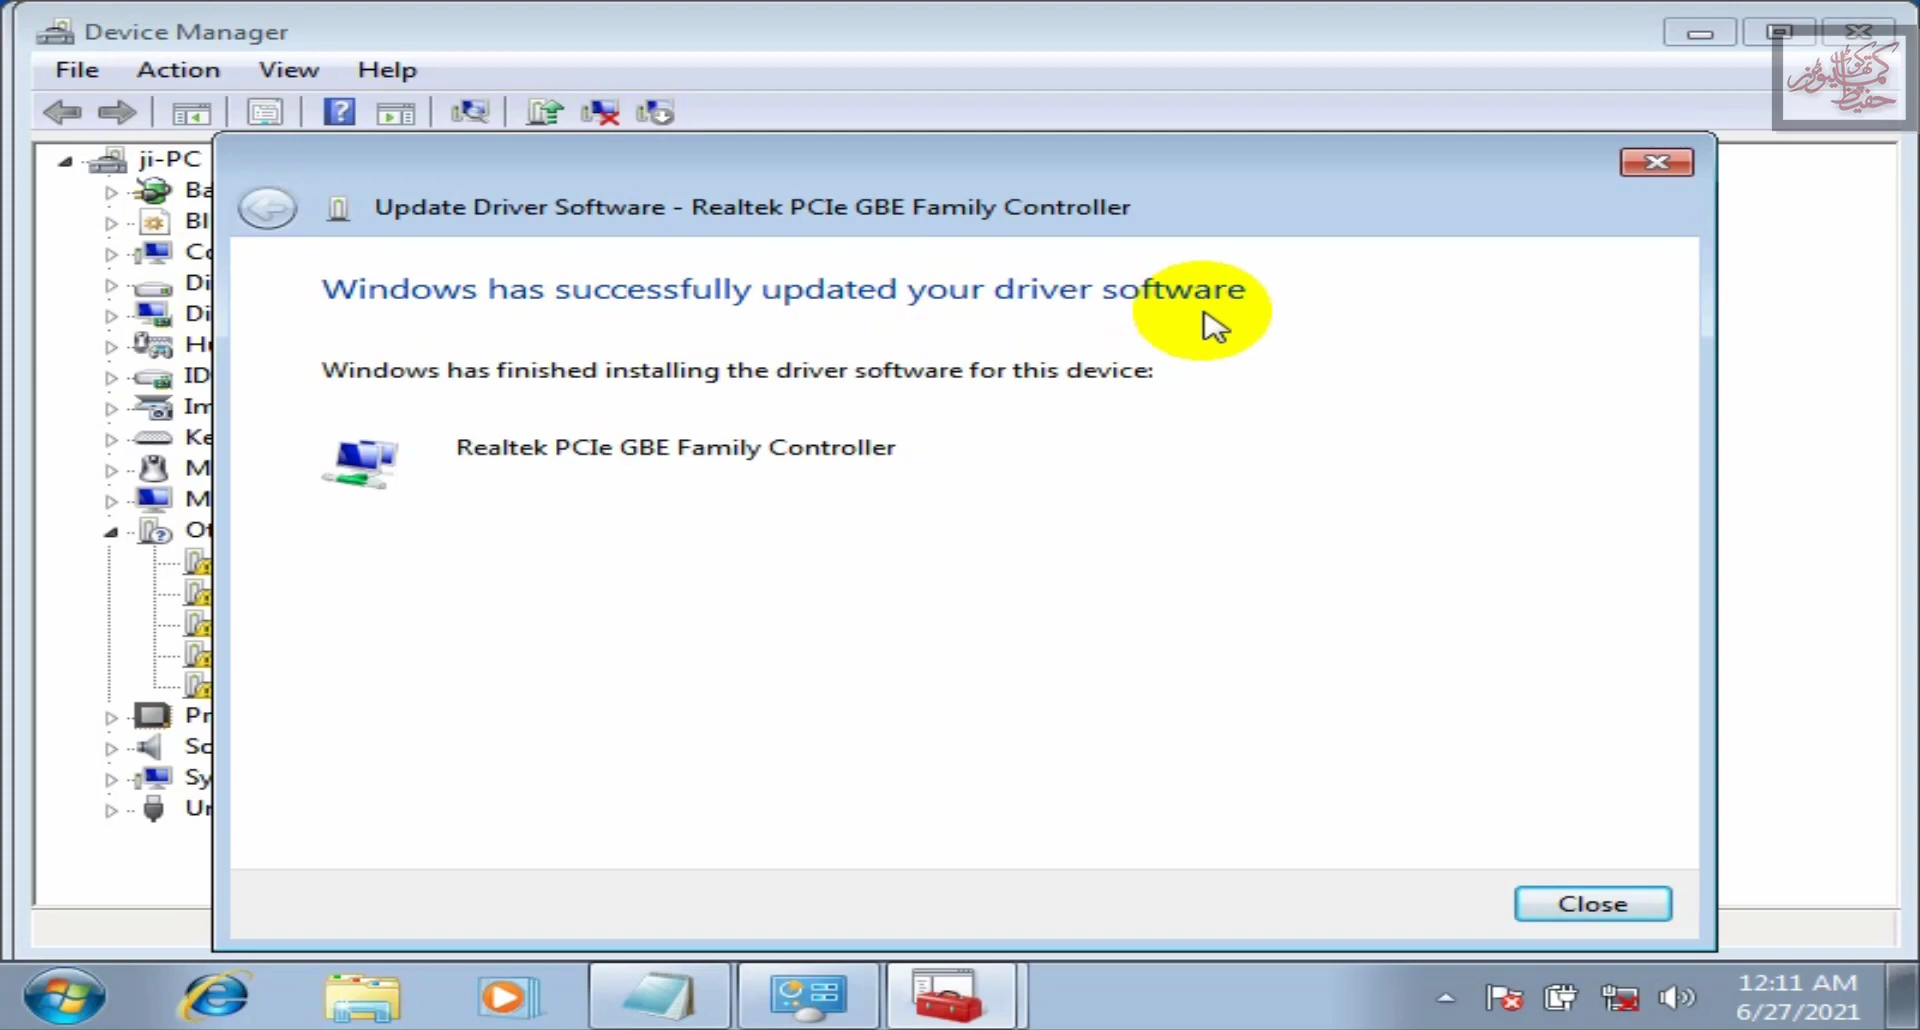 Device Manager
File Action View Help
ji-PC
Update Driver Software - Realtek PCIe GBE Family Controller
Windows has successfully updated your driver software
Windows has finished installing the driver software for this device:
Realtek PCIe GBE Family Controller
Close
12:11 AM
6/27/2021